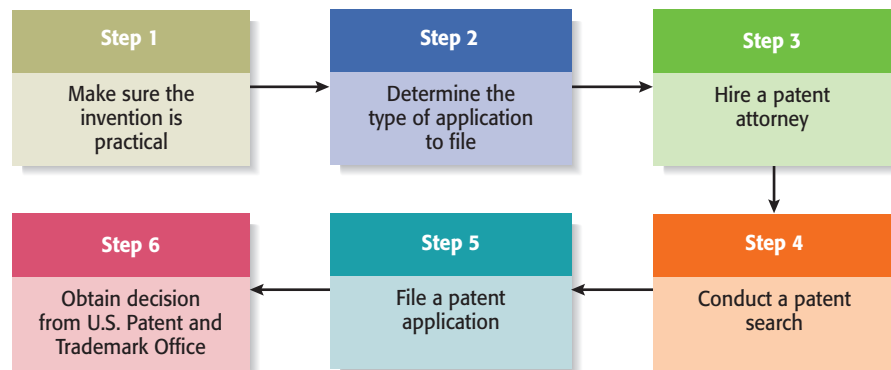 Step 1
Make sure the
invention is
practical
Step 2
Determine the
type of application
to file
Step 3
Hire a patent
attorney
Step 4
Conduct a patent
search
Step 5
File a patent
application
Step 6
Obtain decision
from U.S. Patent and
Trademark Office